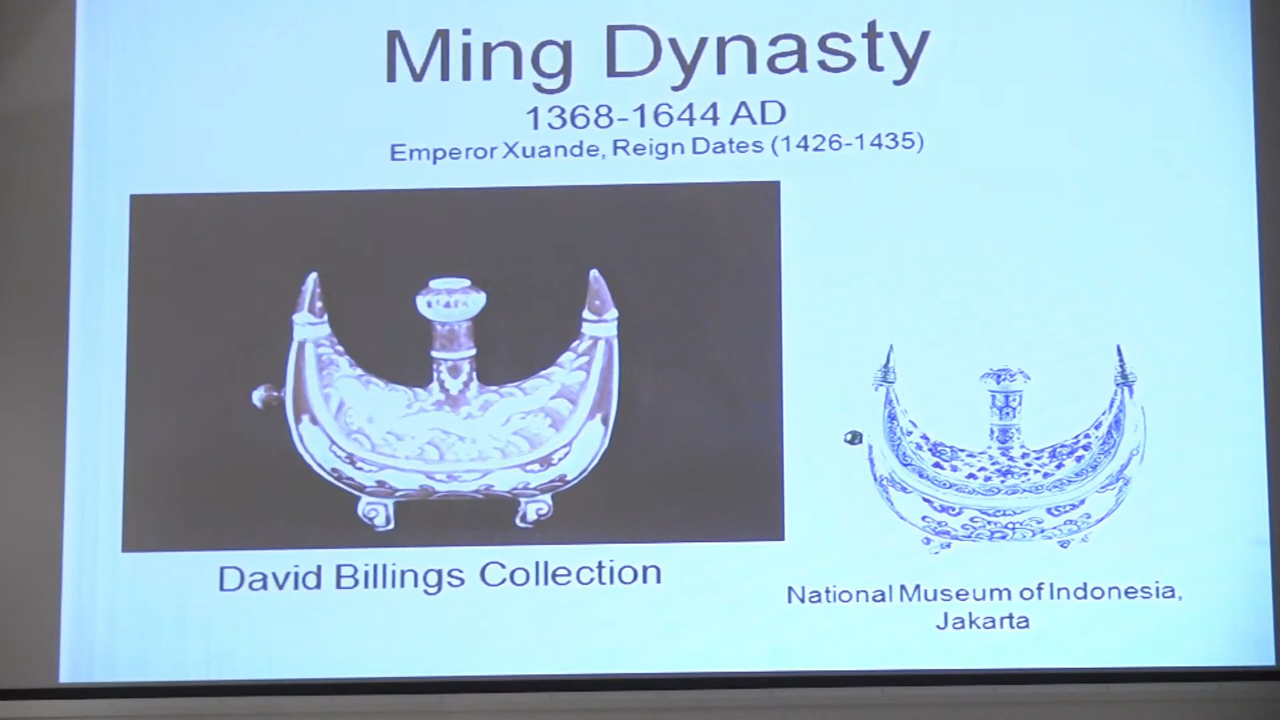 Ming Dynasty
1368-1644 AD
Emperor Xuande, Reign Dates (1426-1435)
David Billings Collection
National Museum of Indonesia,
Jakarta